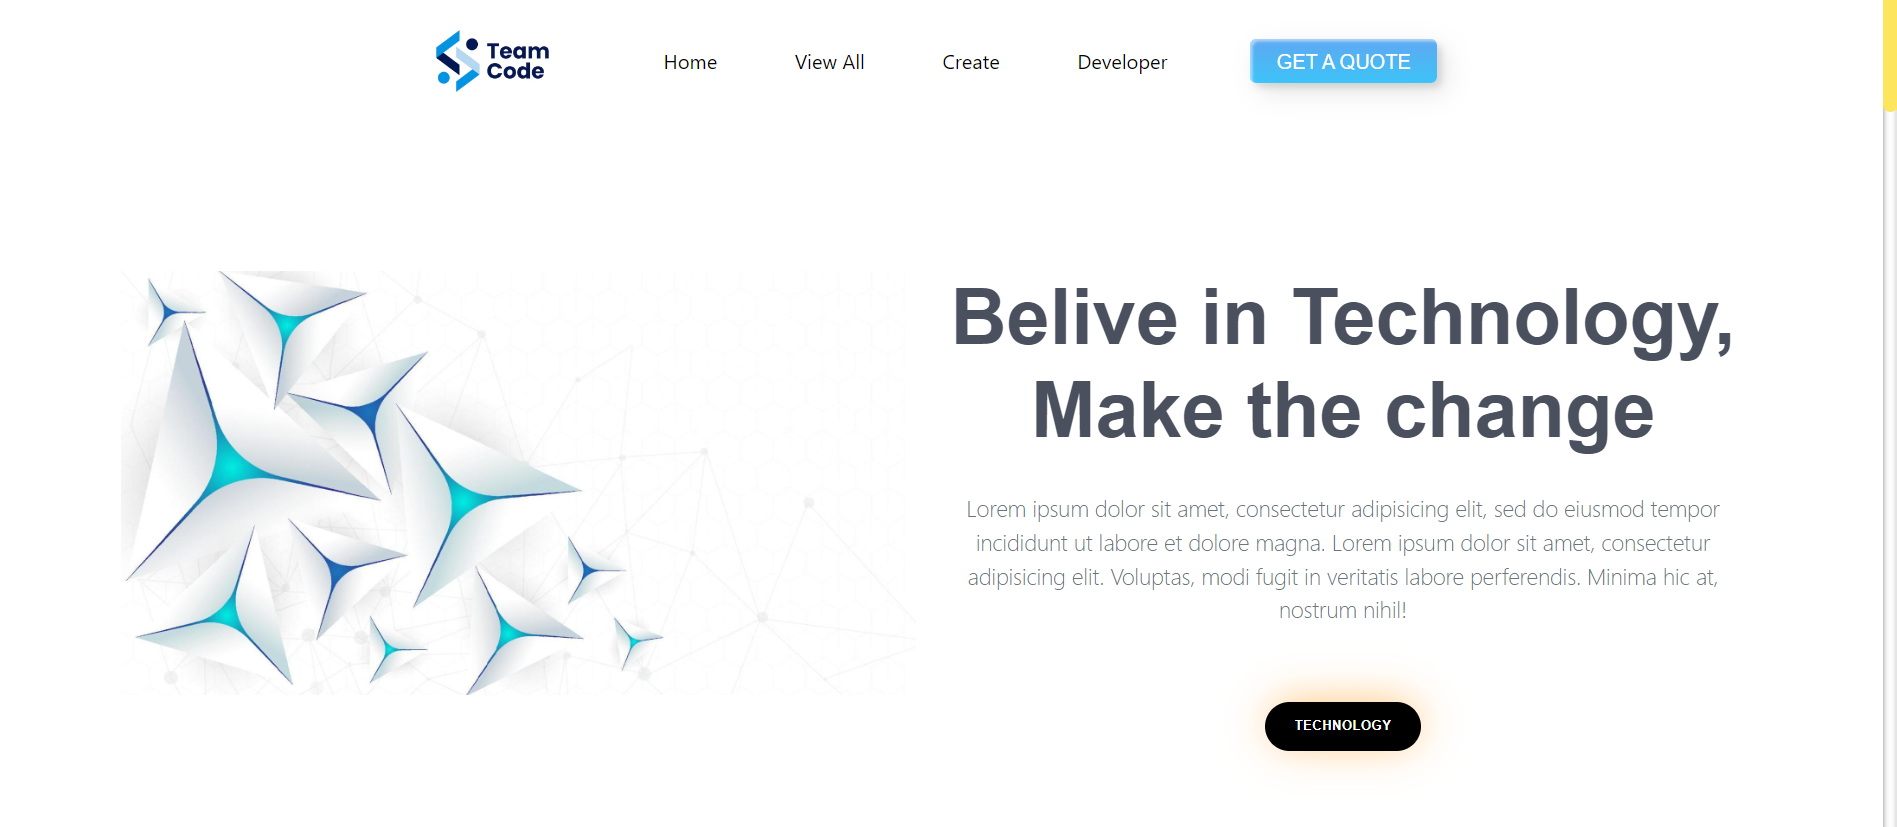 Team
Code
Home
View All
Create
Developer
GET A QUOTE
Belive in Technology,
Make the change
Lorem ipsum dolor sit amet, consectetur adipisicing elit, sed do eiusmod tempor
incididunt ut labore et dolore magna. Lorem ipsum dolor sit amet, consectetur
adipisicing elit. Voluptas, modi fugit in veritatis labore perferendis. Minima hic at,
nostrum nihil!
TECHNOLOGY